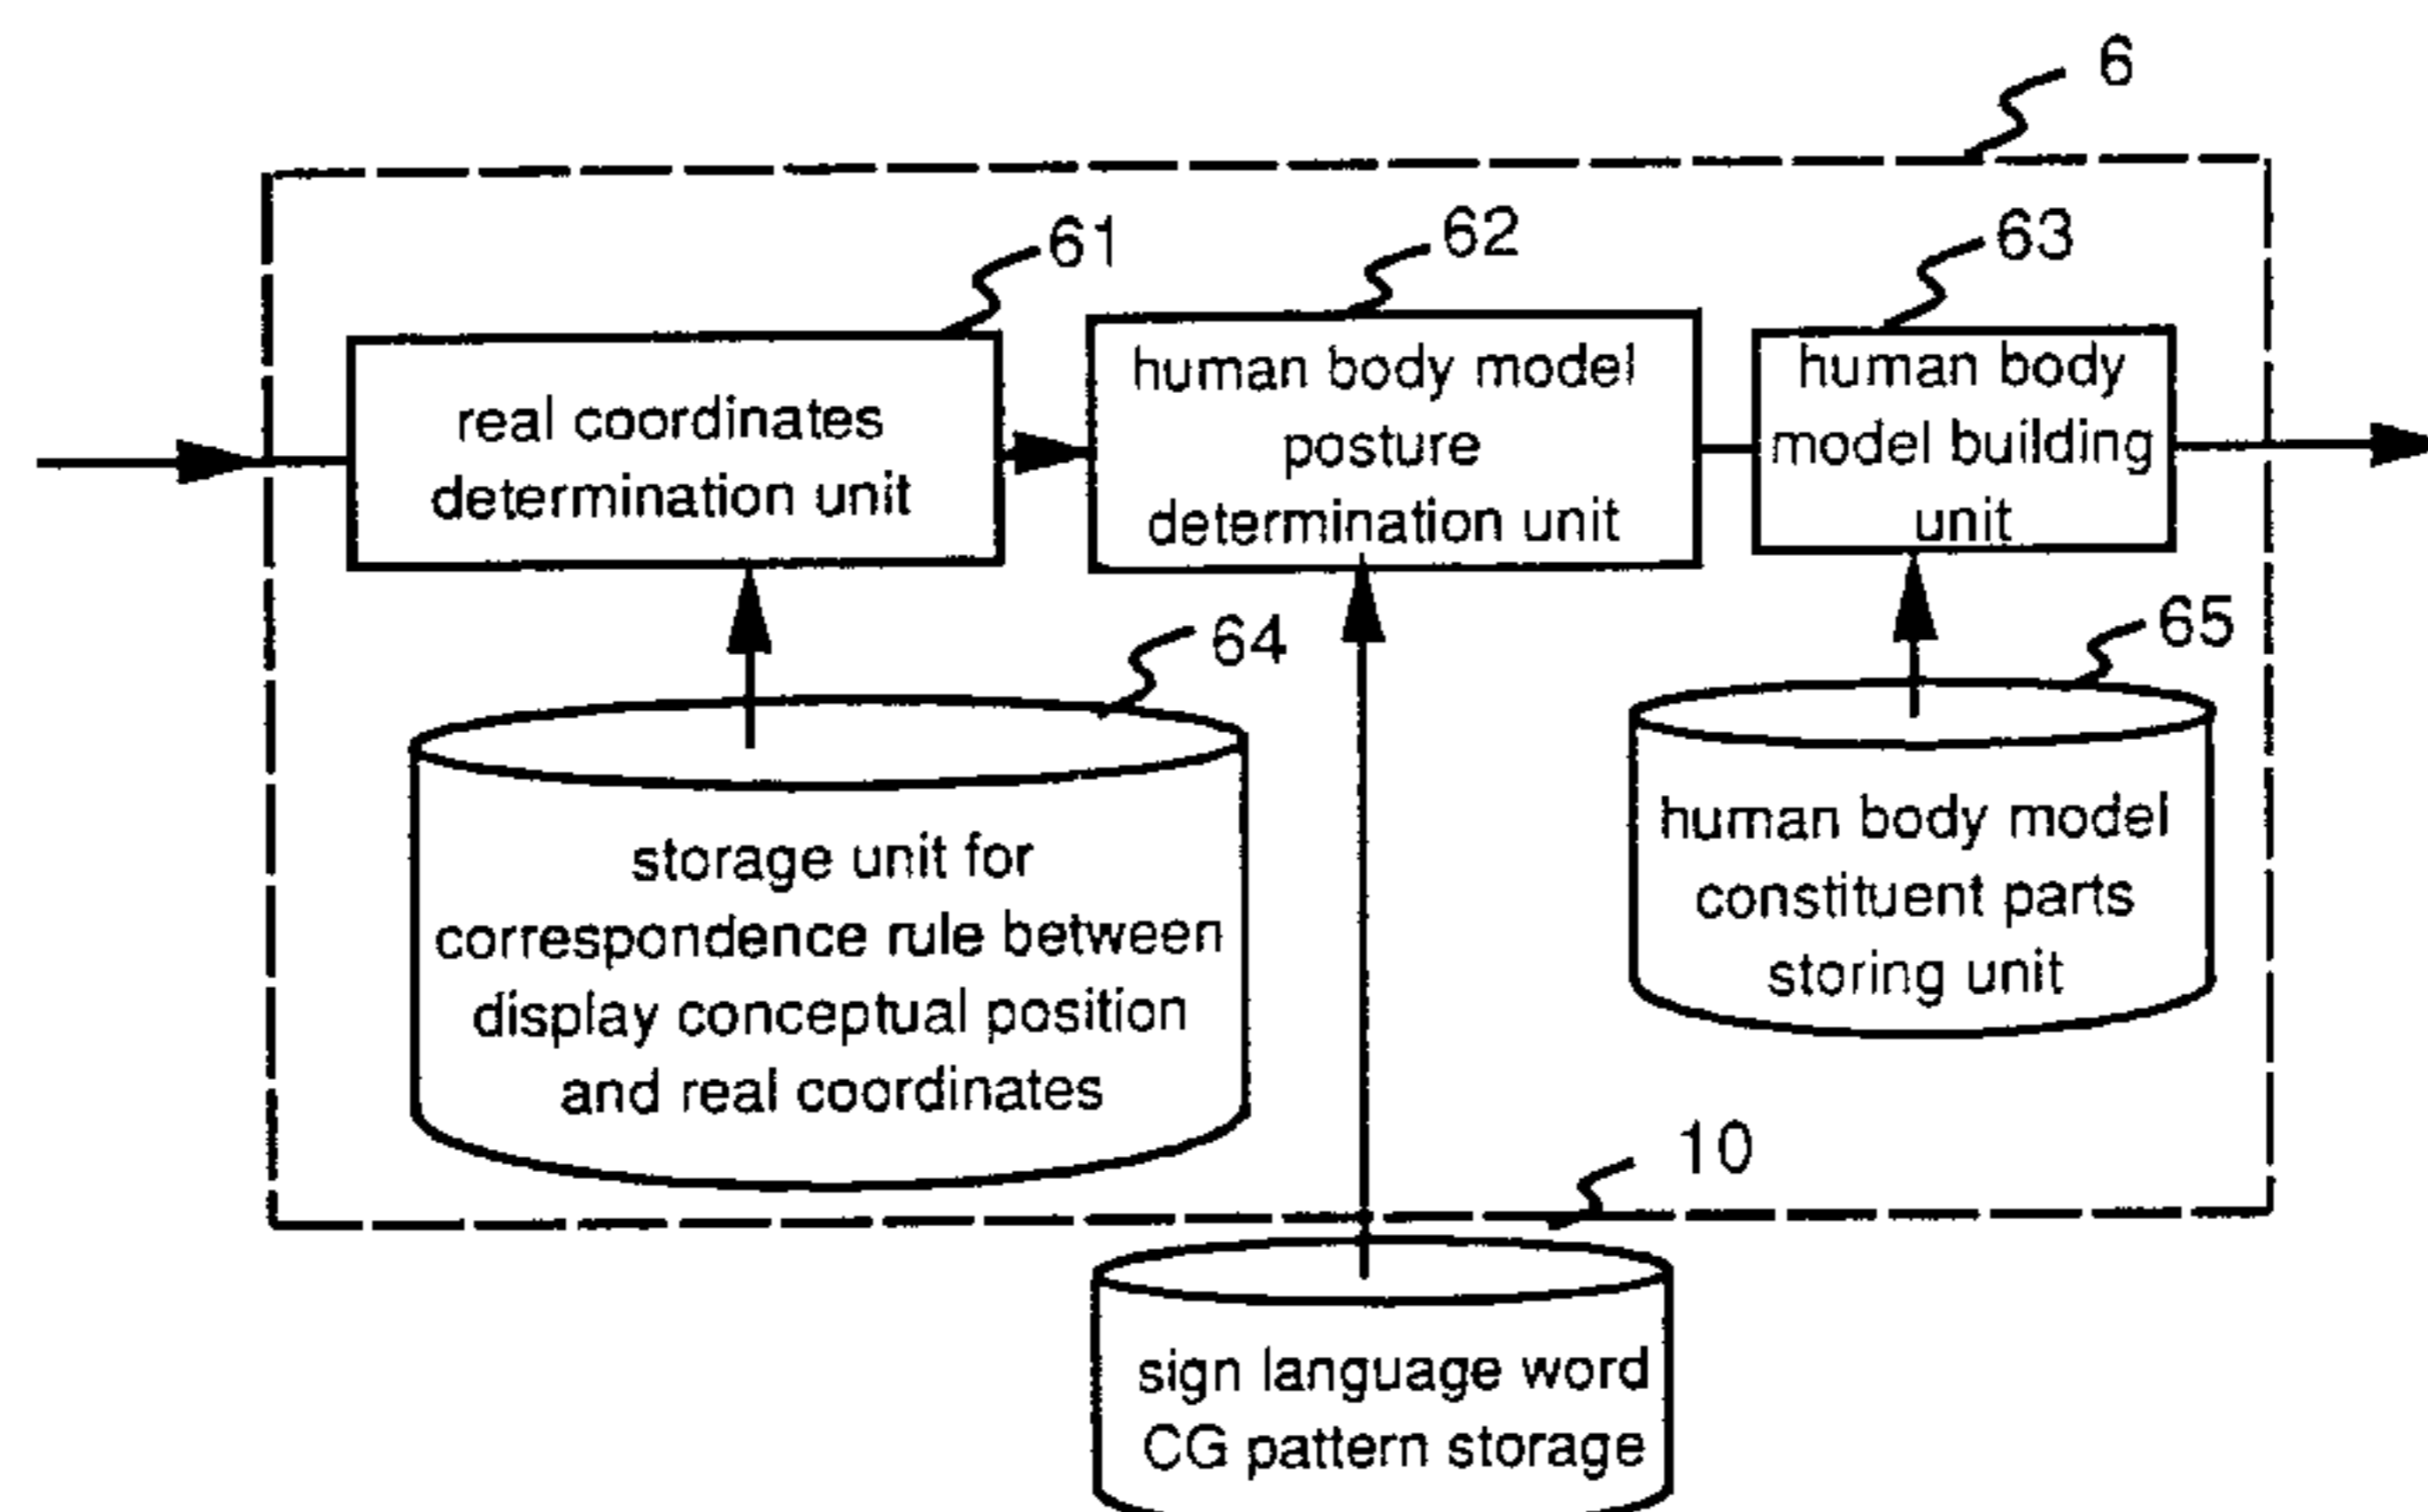 6
61
62
63
real coordinates
determination unit
human body model
posture
determination unit
human body
model building
unit
64
65
storage unit for
correspondence rule between
display conceptual position
and real coordinates
human body model
constituent parts
storing unit
10
sign language word
CG pattern storage